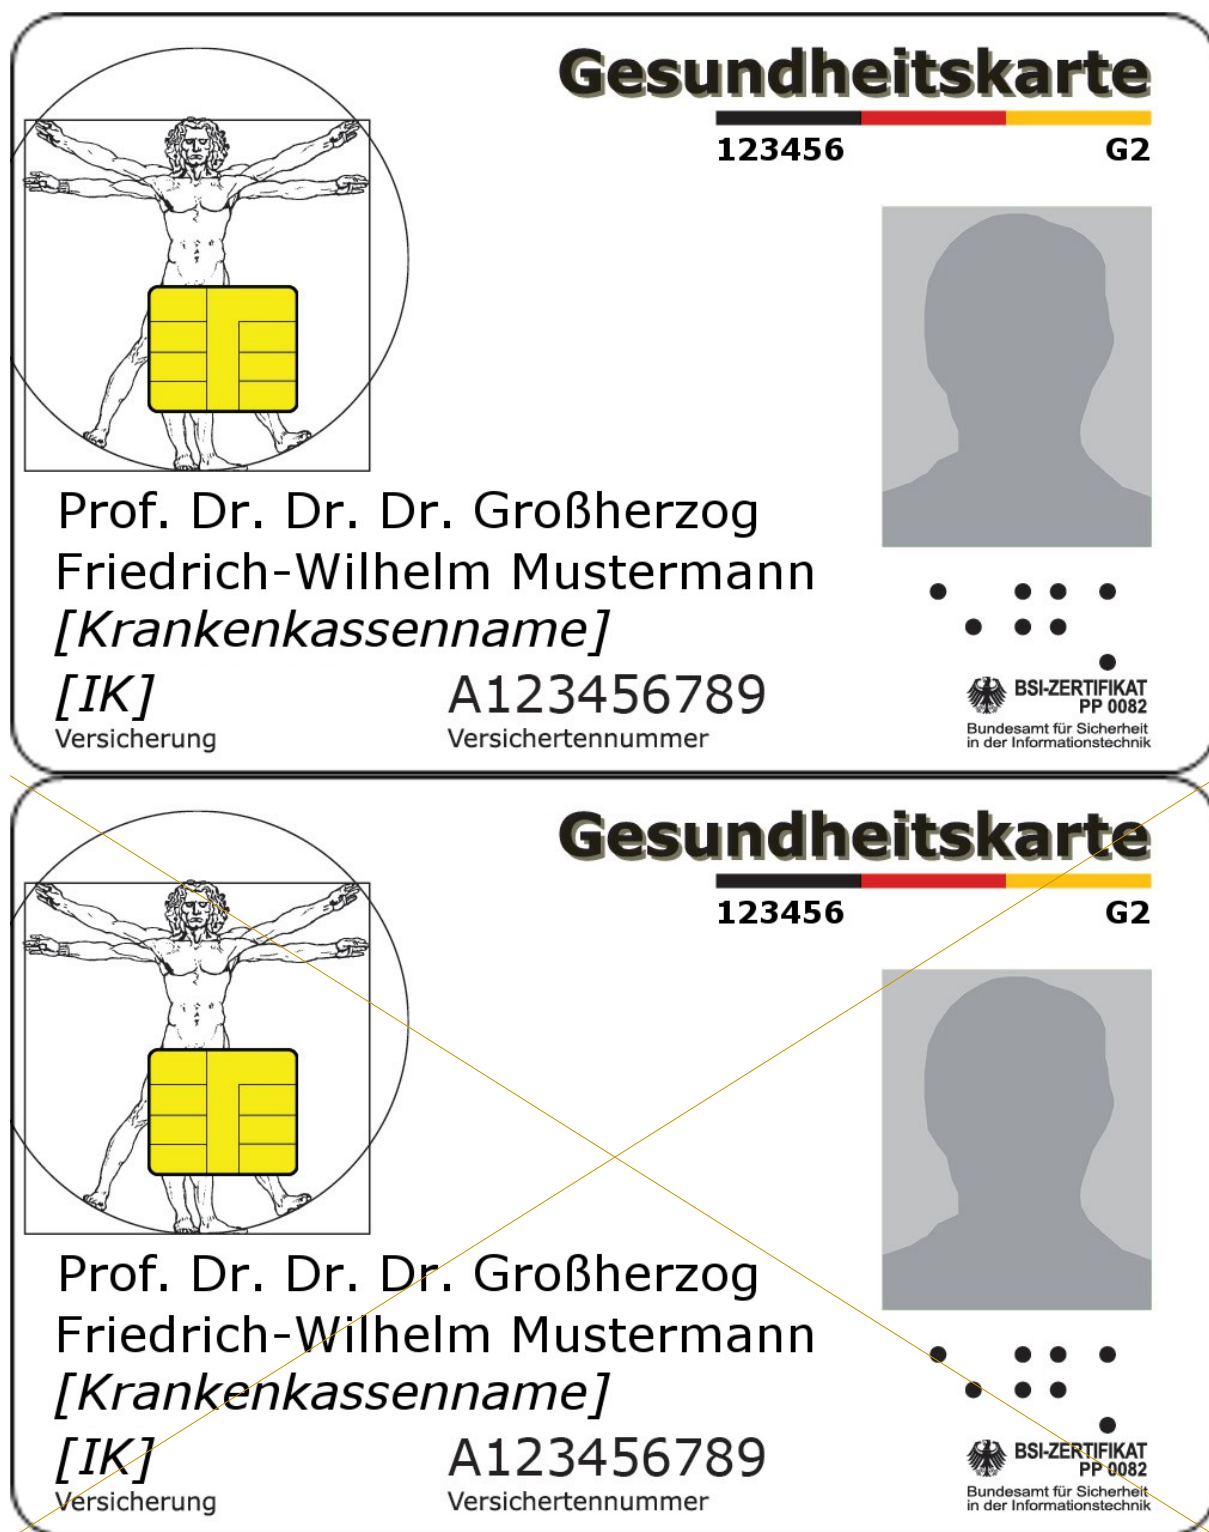 Gesundheitskarte
123456 G2
Prof. Dr. Dr. Dr. Großherzog
Friedrich-Wilhelm Mustermann
[Krankenkassenname]
[IK] A123456789
Versicherung Versichertennummer
BSI-ZERTIFIKAT
PP 0082
Bundesamt für Sicherheit
in der Informationstechnik
Gesundheitskarte
123456 G2
Prof. Dr. Dr. Dr. Großherzog
Friedrich-Wilhelm Mustermann
[Krankenkassenname]
[IK] A123456789
Versicherung Versichertennummer
BSI-ZERTIFIKAT
PP 0082
Bundesamt für Sicherheit
in der Informationstechnik